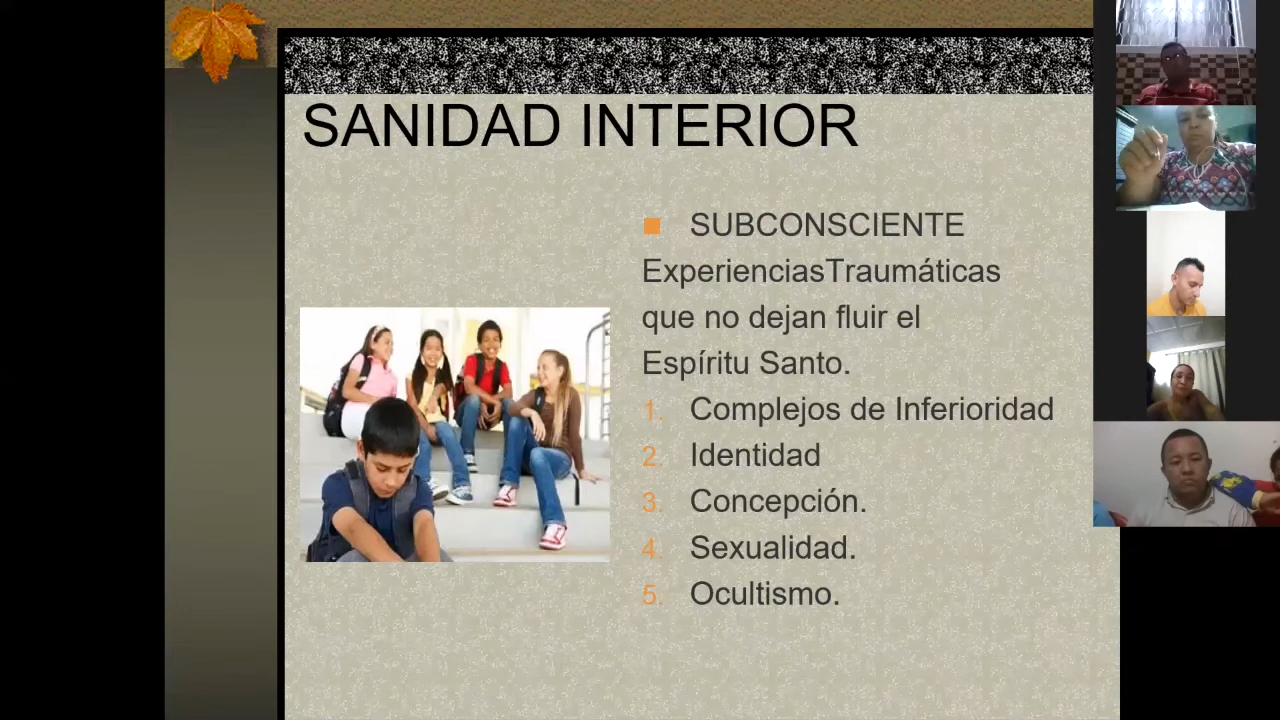 SANIDAD INTERIOR
SUBCONSCIENTE
ExperienciasTraumáticas
que no dejan fluir el
Espíritu Santo.
1. Complejos de Inferioridad
2. Identidad
3. Concepción.
4. Sexualidad.
5. Ocultismo.